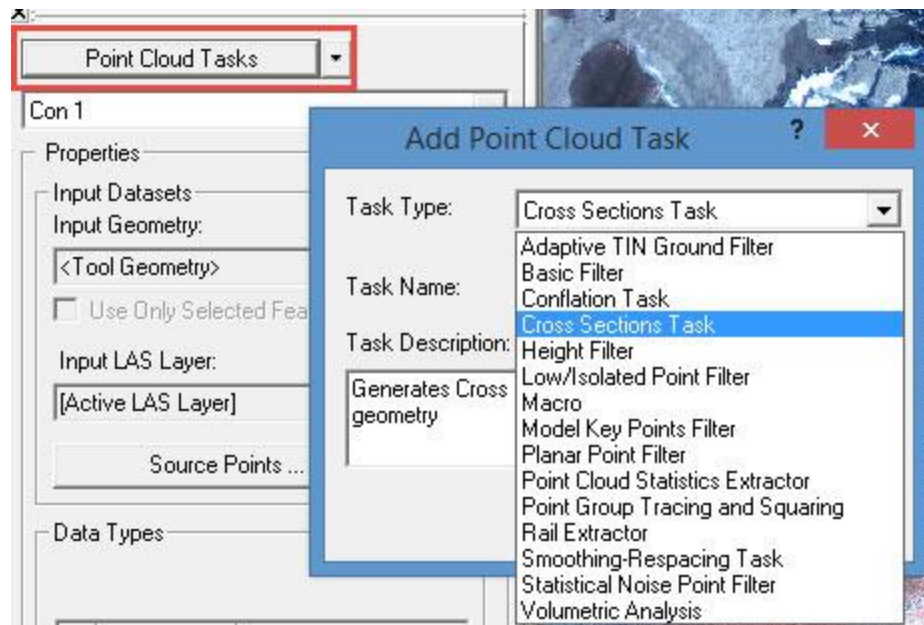 Point Cloud Tasks
Con 1
Properties
Input Datasets
Input Geometry:
<Tool Geometry>
Use Only Selected Fea
Input LAS Layer:
[Active LAS Layer]
Source Points ...
Data Types
Add Point Cloud Task
?
Task Type:
Cross Sections Task
Task Name:
Task Description:
Generates Cross
geometry
Adaptive TIN Ground Filter
Basic Filter
Conflation Task
Cross Sections Task
Height Filter
Low/Isolated Point Filter
Macro
Model Key Points Filter
Planar Point Filter
Point Cloud Statistics Extractor
Point Group Tracing and Squaring
Rail Extractor
Smoothing-Respacing Task
Statistical Noise Point Filter
Volumetric Analysis